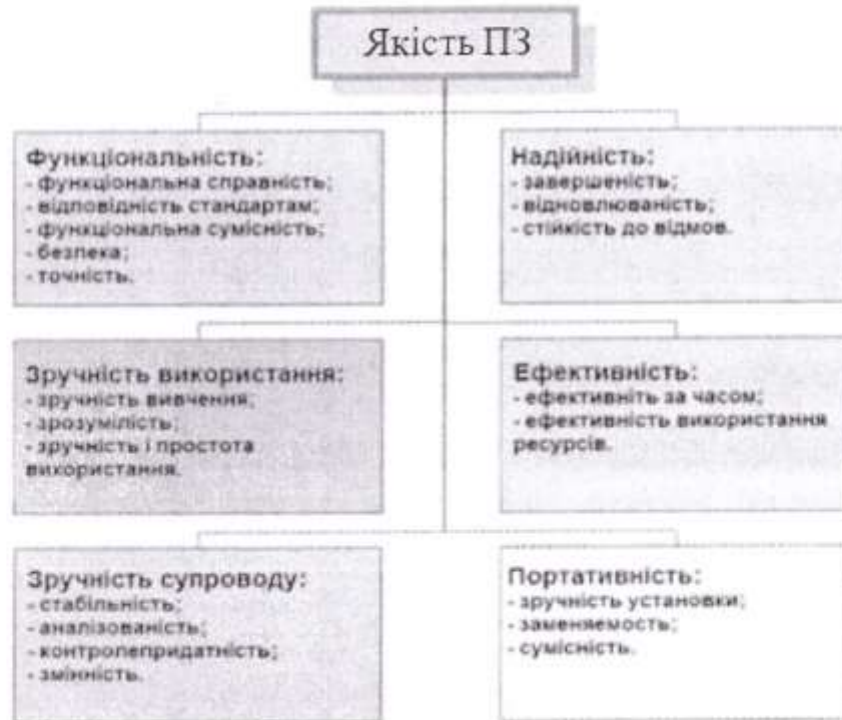 Якість ПЗ
Функціональність:
- функціональна справність;
- відповідність стандартам;
- функціональна сумісність;
- безпека;
- точність.
Надійність:
- завершеність;
- відновлюваність;
- стійкість до відмов.
Зручність використання:
- зручність вивчення;
- зрозумілість;
- зручність і простота
використання.
Ефективність:
- ефективніть за часом;
- ефективність використання
ресурсів.
Зручність супроводу:
- стабільність;
- аналізованість;
- контролепридатність;
- змінність.
Портативність:
- зручність установки;
- заменяемость;
- сумісність.